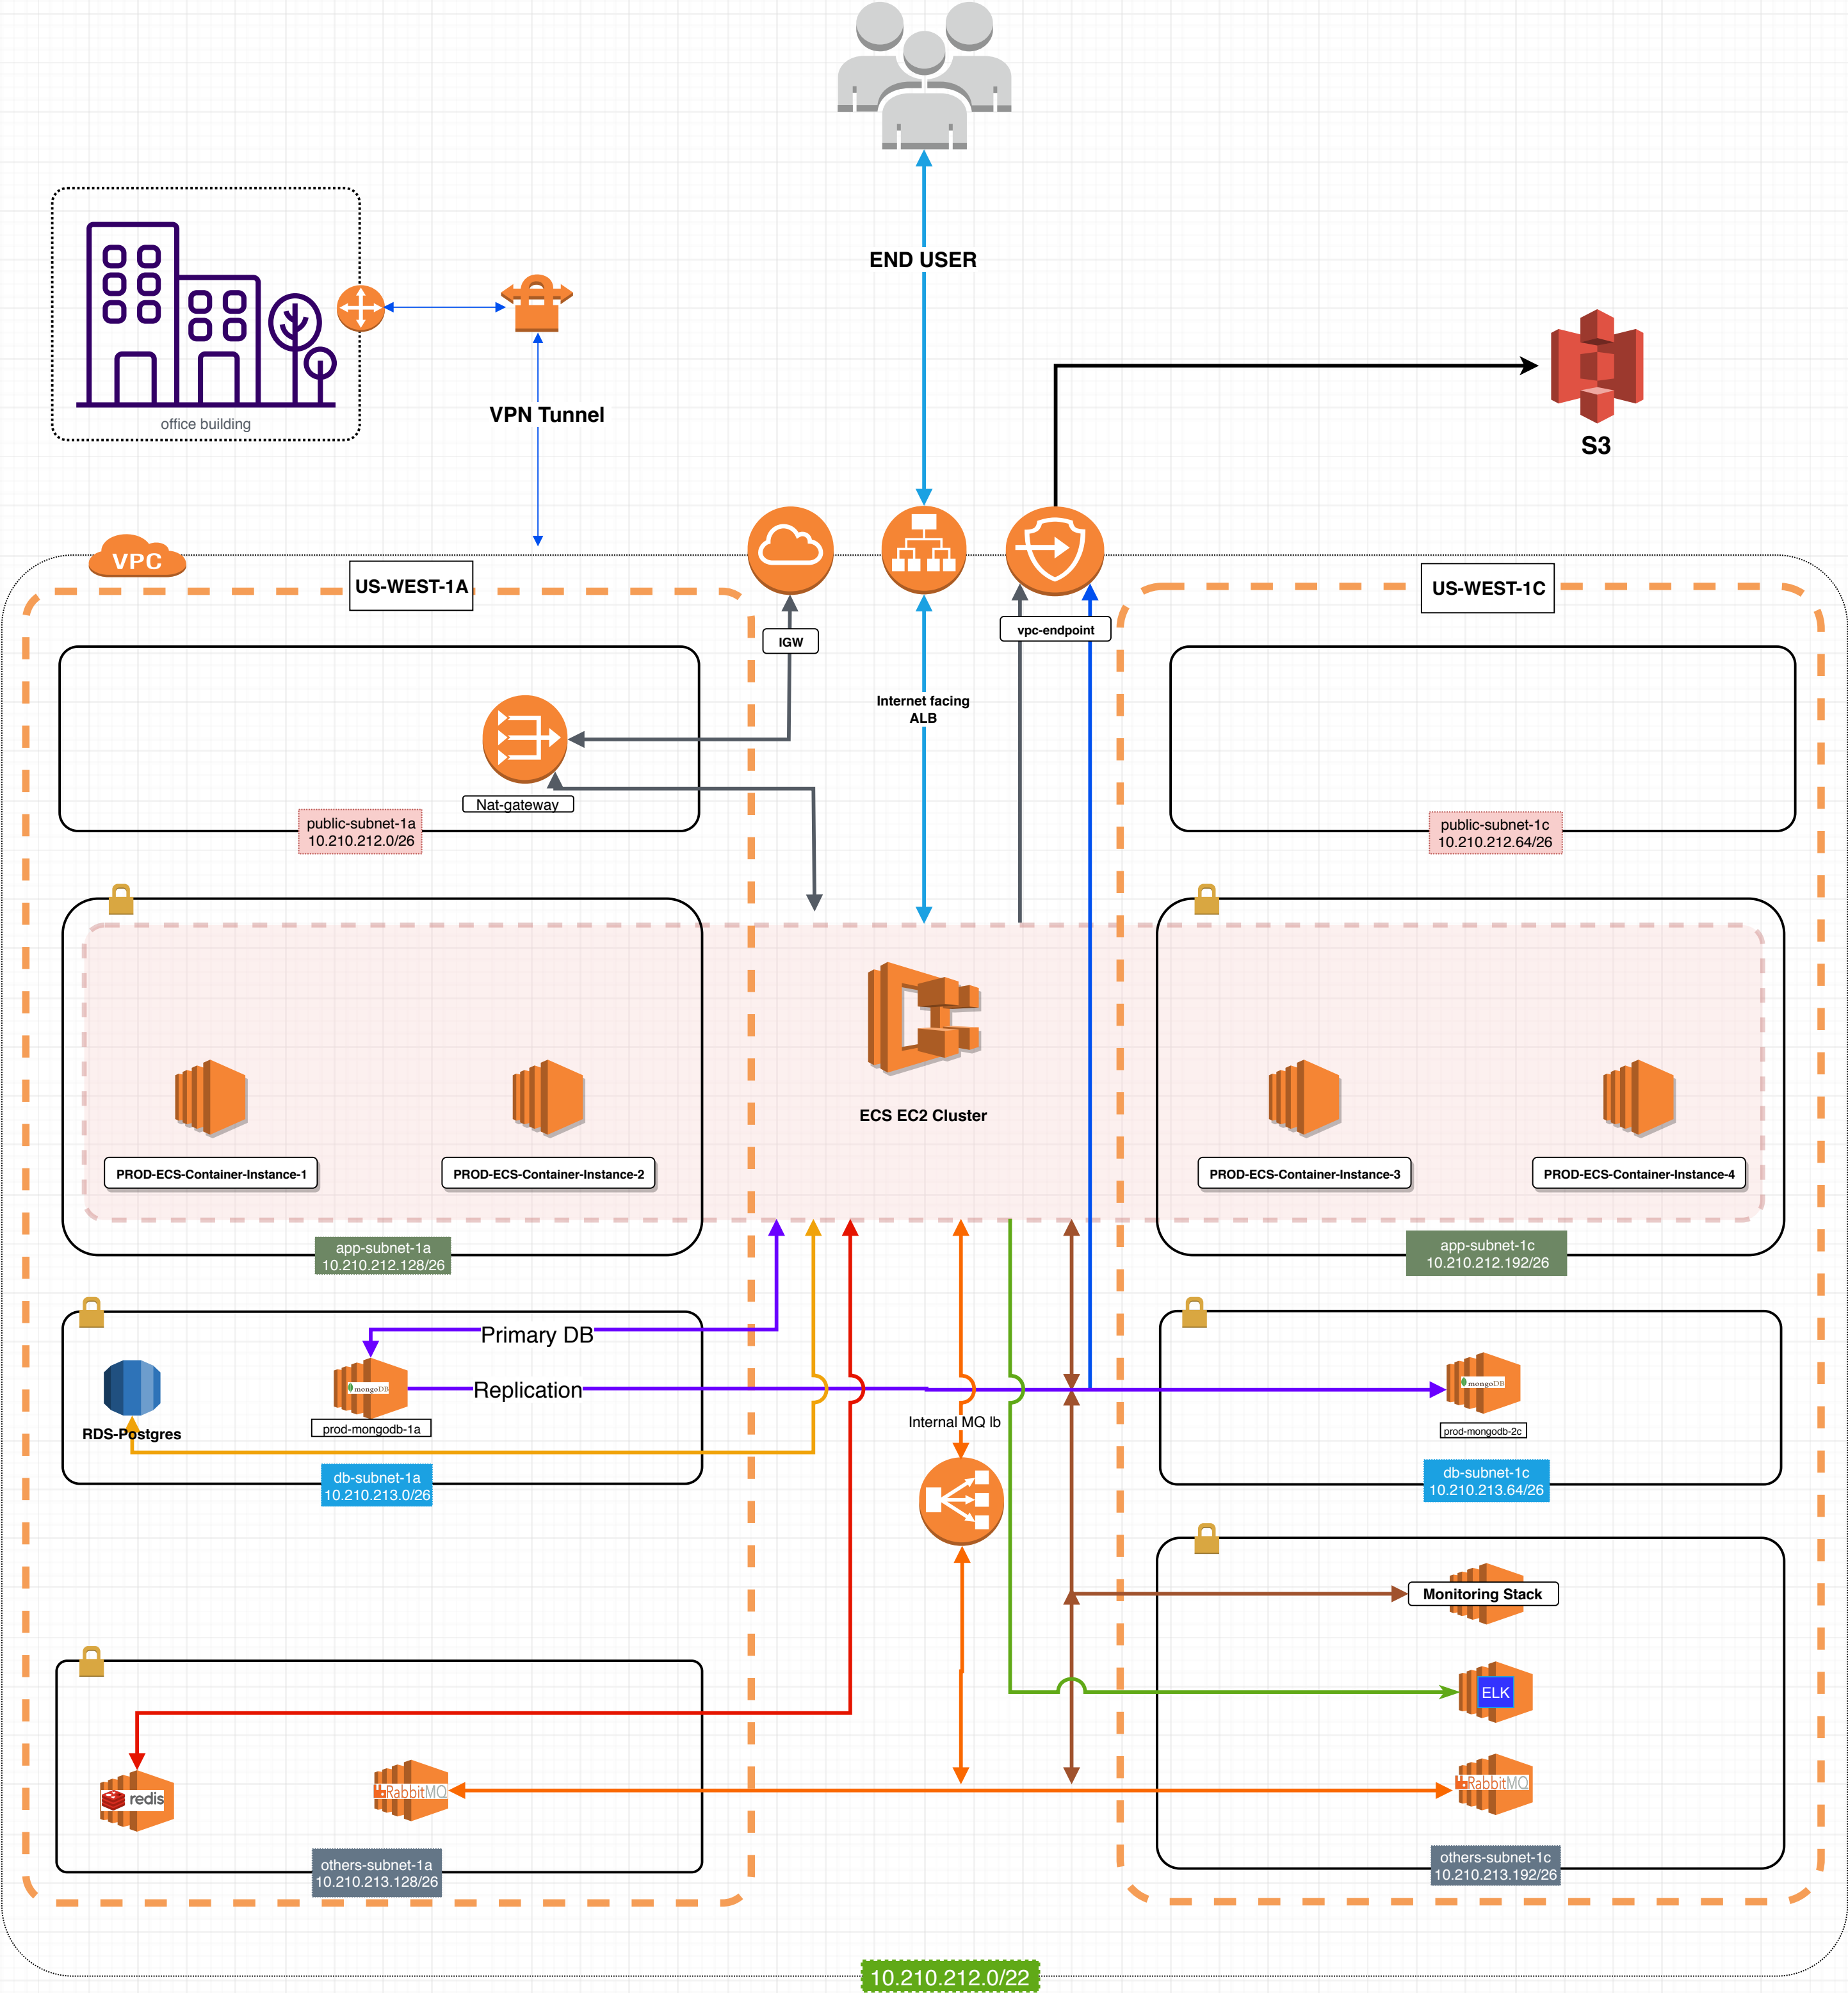 END USER
office building
VPN Tunnel
S3
VPC
US-WEST-1A
US-WEST-1C
IGW
vpc-endpoint
Internet facing
ALB
Nat-gateway
public-subnet-1a
10.210.212.0/26
public-subnet-1c
10.210.212.64/26
ECS EC2 Cluster
PROD-ECS-Container-Instance-1
PROD-ECS-Container-Instance-2
PROD-ECS-Container-Instance-3
PROD-ECS-Container-Instance-4
app-subnet-1a
10.210.212.128/26
app-subnet-1c
10.210.212.192/26
Primary DB
Replication
mongoDB
mongoDB
RDS-Postgres
prod-mongodb-1a
prod-mongodb-2c
Internal MQ lb
db-subnet-1a
10.210.213.0/26
db-subnet-1c
10.210.213.64/26
Monitoring Stack
ELK
redis
RabbitMQ
RabbitMQ
others-subnet-1a
10.210.213.128/26
others-subnet-1c
10.210.213.192/26
10.210.212.0/22